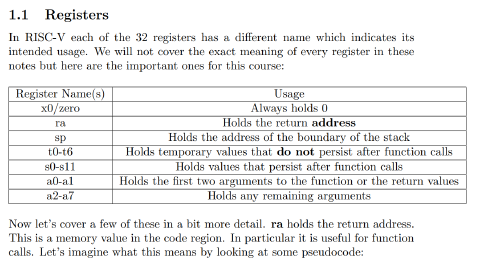 1.1 Registers
In RISC-V each of the 32 registers has a different name which indicates its
intended usage. We will not cover the exact meaning of every register in these
notes but here are the important ones for this course:
Register Name(s) Usage
x0/zero Always holds 0
ra Holds the return address
sp Holds the address of the boundary of the stack
t0-t6 Holds temporary values that do not persist after function calls
s0-s11 Holds values that persist after function calls
a0-a1 Holds the first two arguments to the function or the return values
a2-a7 Holds any remaining arguments
Now let's cover a few of these in a bit more detail. ra holds the return address.
This is a memory value in the code region. In particular it is useful for function
calls. Let's imagine what this means by looking at some pseudocode: